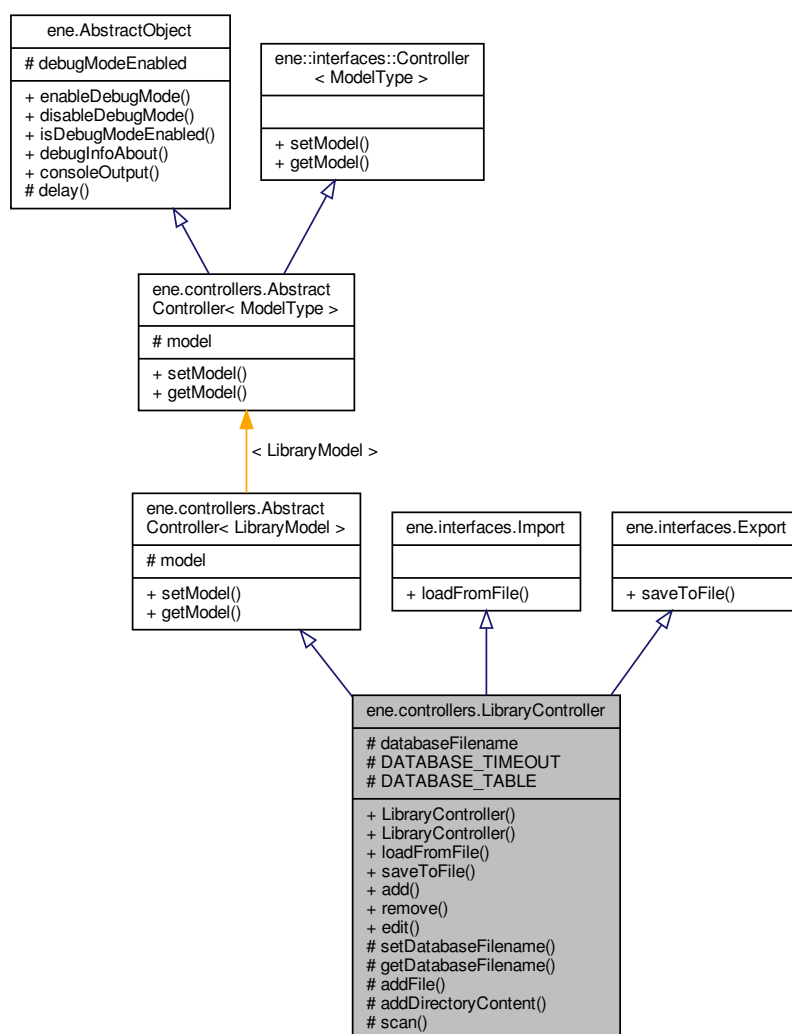 ene.AbstractObject
# debugModeEnabled
+ enableDebugMode()
+ disableDebugMode()
+ isDebugModeEnabled()
+ debugInfoAbout()
+ consoleOutput()
# delay()
ene::interfaces::Controller
< ModelType >
+ setModel()
+ getModel()
ene.controllers.Abstract
Controller< ModelType >
# model
+ setModel()
+ getModel()
< LibraryModel >
ene.controllers.Abstract
Controller< LibraryModel >
# model
+ setModel()
+ getModel()
ene.interfaces.Import
+ loadFromFile()
ene.interfaces.Export
+ saveToFile()
ene.controllers.LibraryController
# databaseFilename
# DATABASE_TIMEOUT
# DATABASE_TABLE
+ LibraryController()
+ LibraryController()
+ loadFromFile()
+ saveToFile()
+ add()
+ remove()
+ edit()
# setDatabaseFilename()
# getDatabaseFilename()
# addFile()
# addDirectoryContent()
# scan()